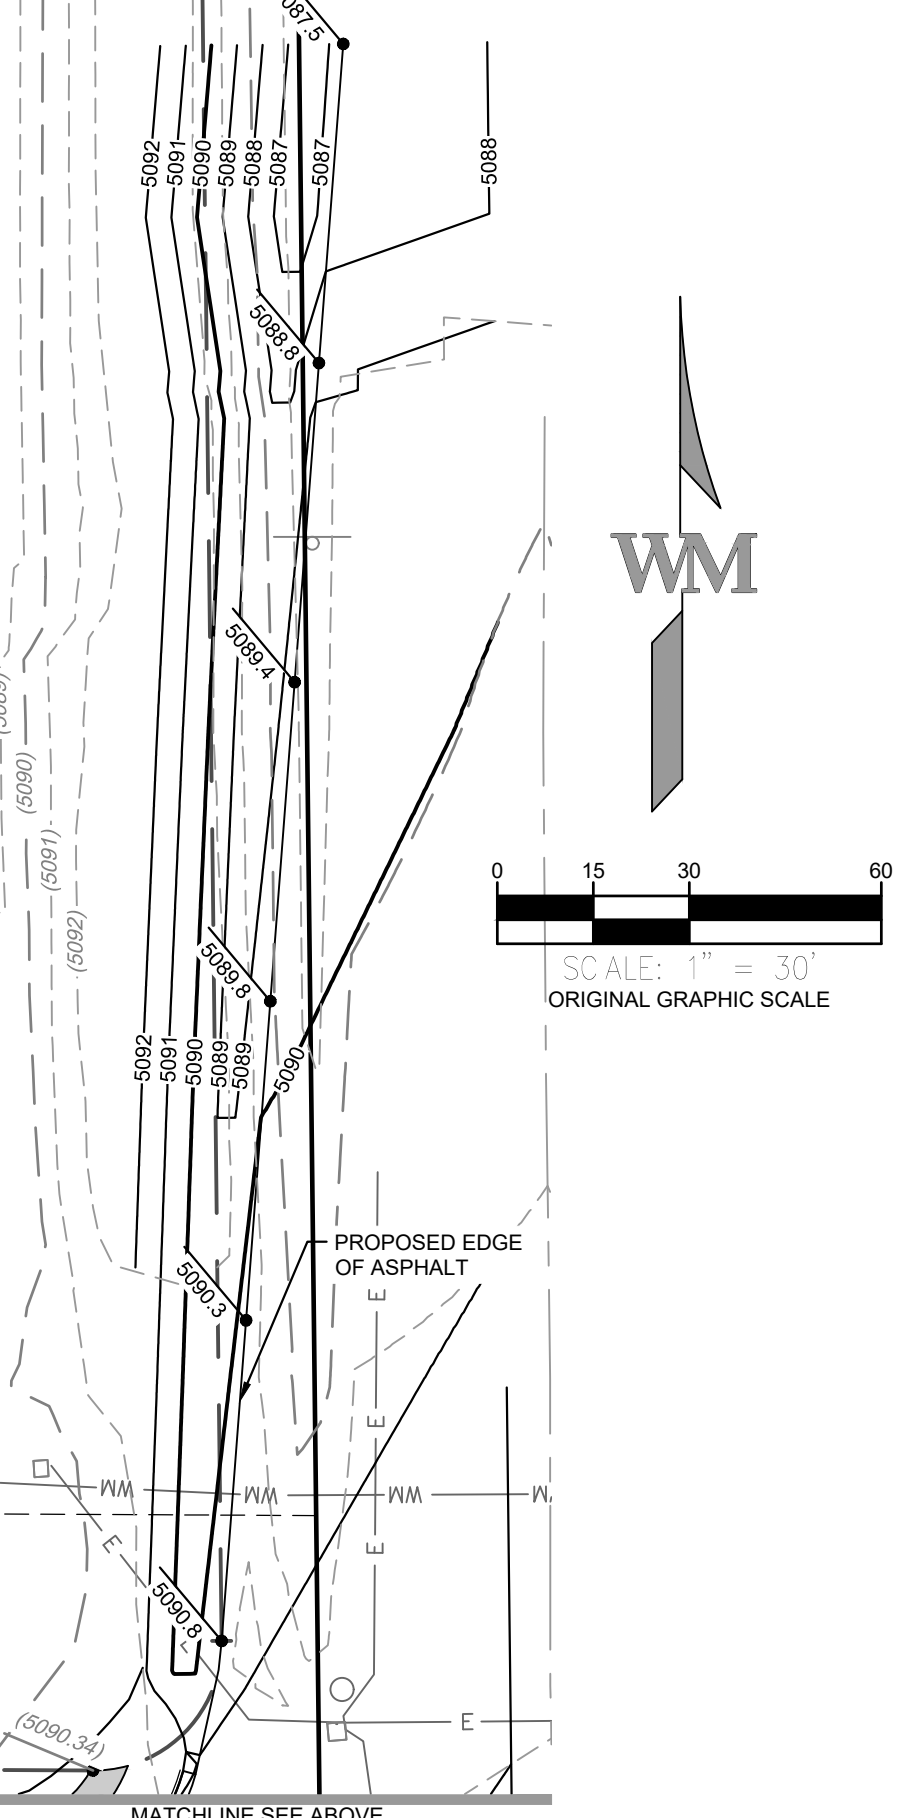 087.5
5092
5091
5090
5089
5088
5087
5087
5088
5088.8
WM
5089.4
(5090)
(5091)
(5092)
0 15 30 60
SCALE: 1" = 30'
ORIGINAL GRAPHIC SCALE
5089.8
5092
5091
5090
5089
5089
5090
PROPOSED EDGE
OF ASPHALT
5090.3
E
E
WM
WM
WM
W
E
E
5090.8
E
(5090.34)
MATCHLINE SEE ABOVE